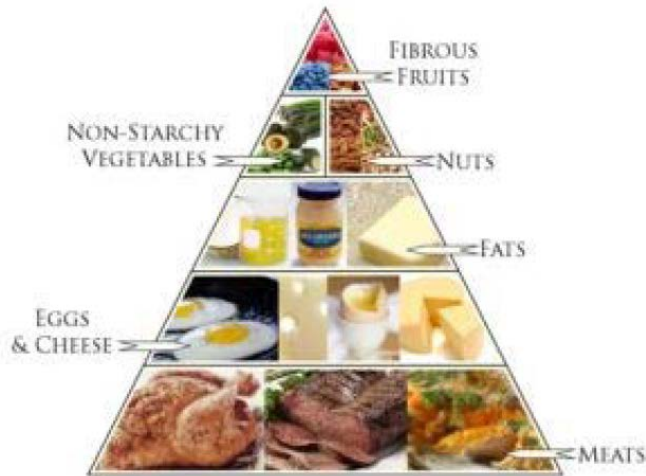 FIBROUS
FRUITS
NON-STARCHY
VEGETABLES
NUTS
FATS
EGGS
& CHEESE
MEATS